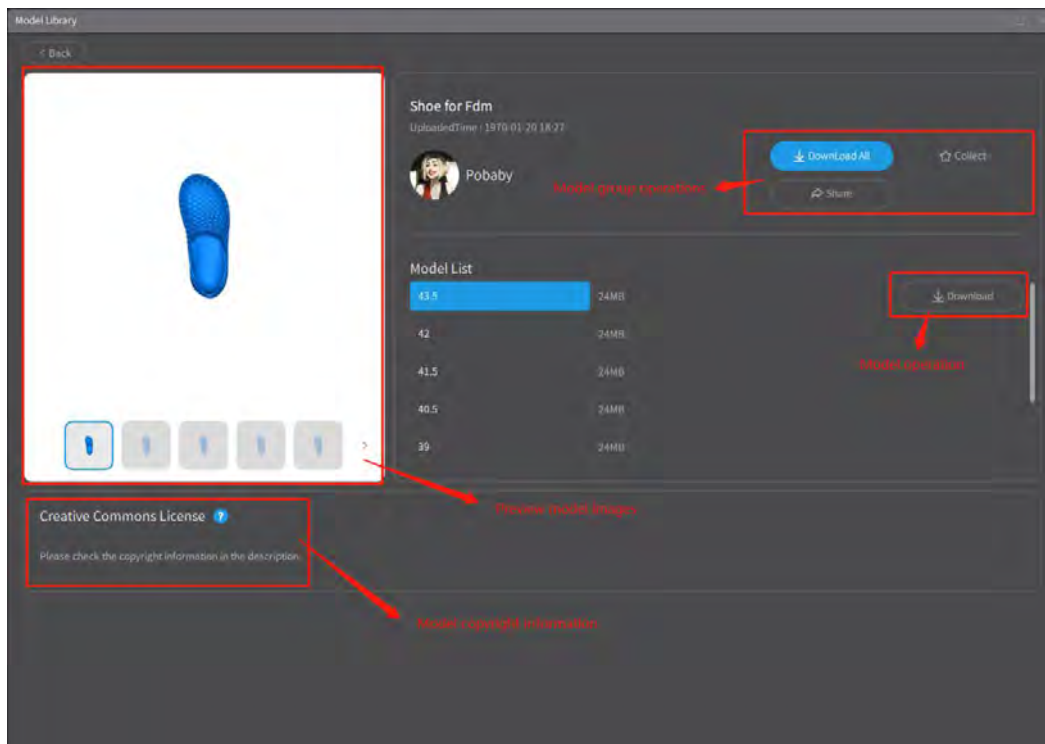 Model Library
< Back
Shoe for Fdm
UploadedTime : 1970-01-20 18:27
Pobaby
DownLoad All
Collect
Share
Model group operations
Model List
43.5 24MB
Download
42 24MB
41.5 24MB
Model operation
40.5 24MB
39 24MB
Preview model images
Creative Commons License ?
Please check the copyright information in the description.
Model copyright information